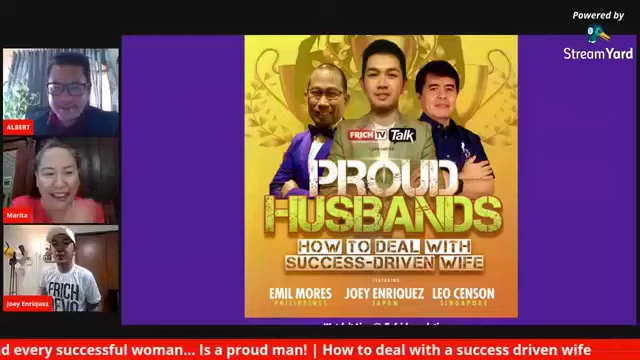 Powered by
StreamYard
ALBERT
Marita
Joey Enriquez
FRICH TV Talk
PROUD
HUSBANDS
HOW TO DEAL WITH
SUCCESS-DRIVEN WIFE
FEATURING
EMIL MORES JOEY ENRIQUEZ LEO CENSON
PHILIPPINES JAPAN SINGAPORE
FRICH
d every successful woman... Is a proud man! | How to deal with a success driven wife